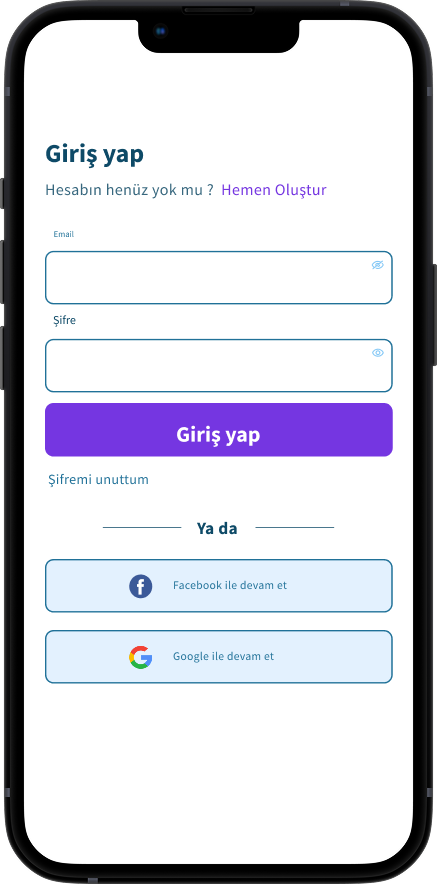 Giriş yap
Hesabın henüz yok mu ? Hemen Oluştur
Email
Şifre
Giriş yap
Şifremi unuttum
Ya da
Facebook ile devam et
Google ile devam et